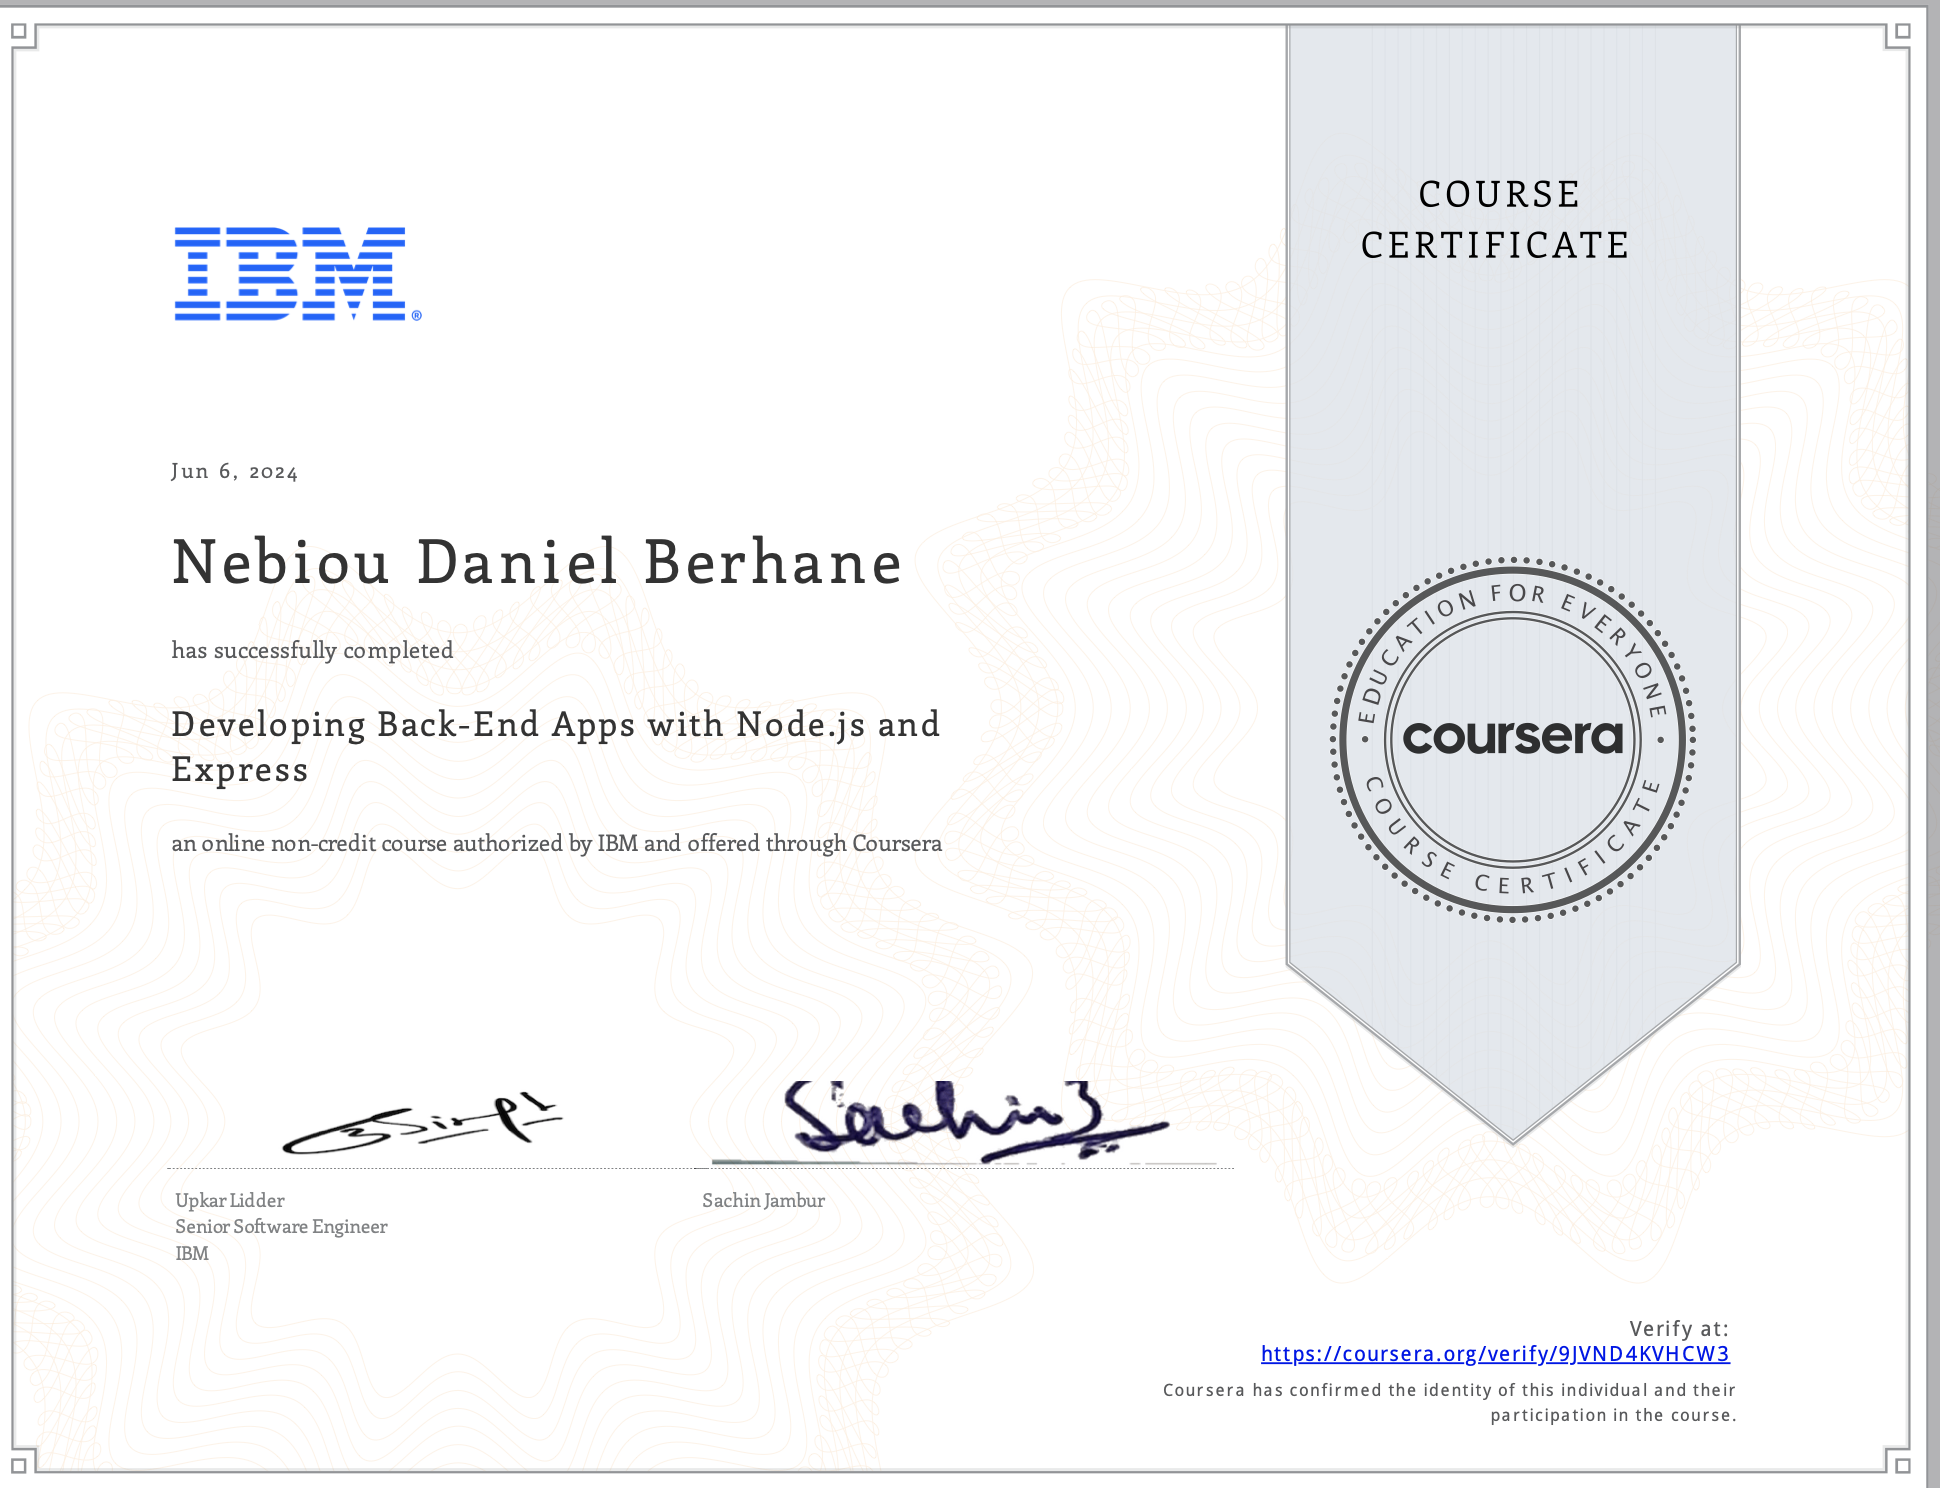 IBM®
COURSE
CERTIFICATE
Jun 6, 2024
Nebiou Daniel Berhane
has successfully completed
Developing Back-End Apps with Node.js and
Express
an online non-credit course authorized by IBM and offered through Coursera
EDUCATION FOR EVERYONE
coursera
COURSE CERTIFICATE
Sachin
Upkar Lidder
Senior Software Engineer
IBM
Sachin Jambur
Verify at:
https://coursera.org/verify/9JVND4KVHCW3
Coursera has confirmed the identity of this individual and their
participation in the course.